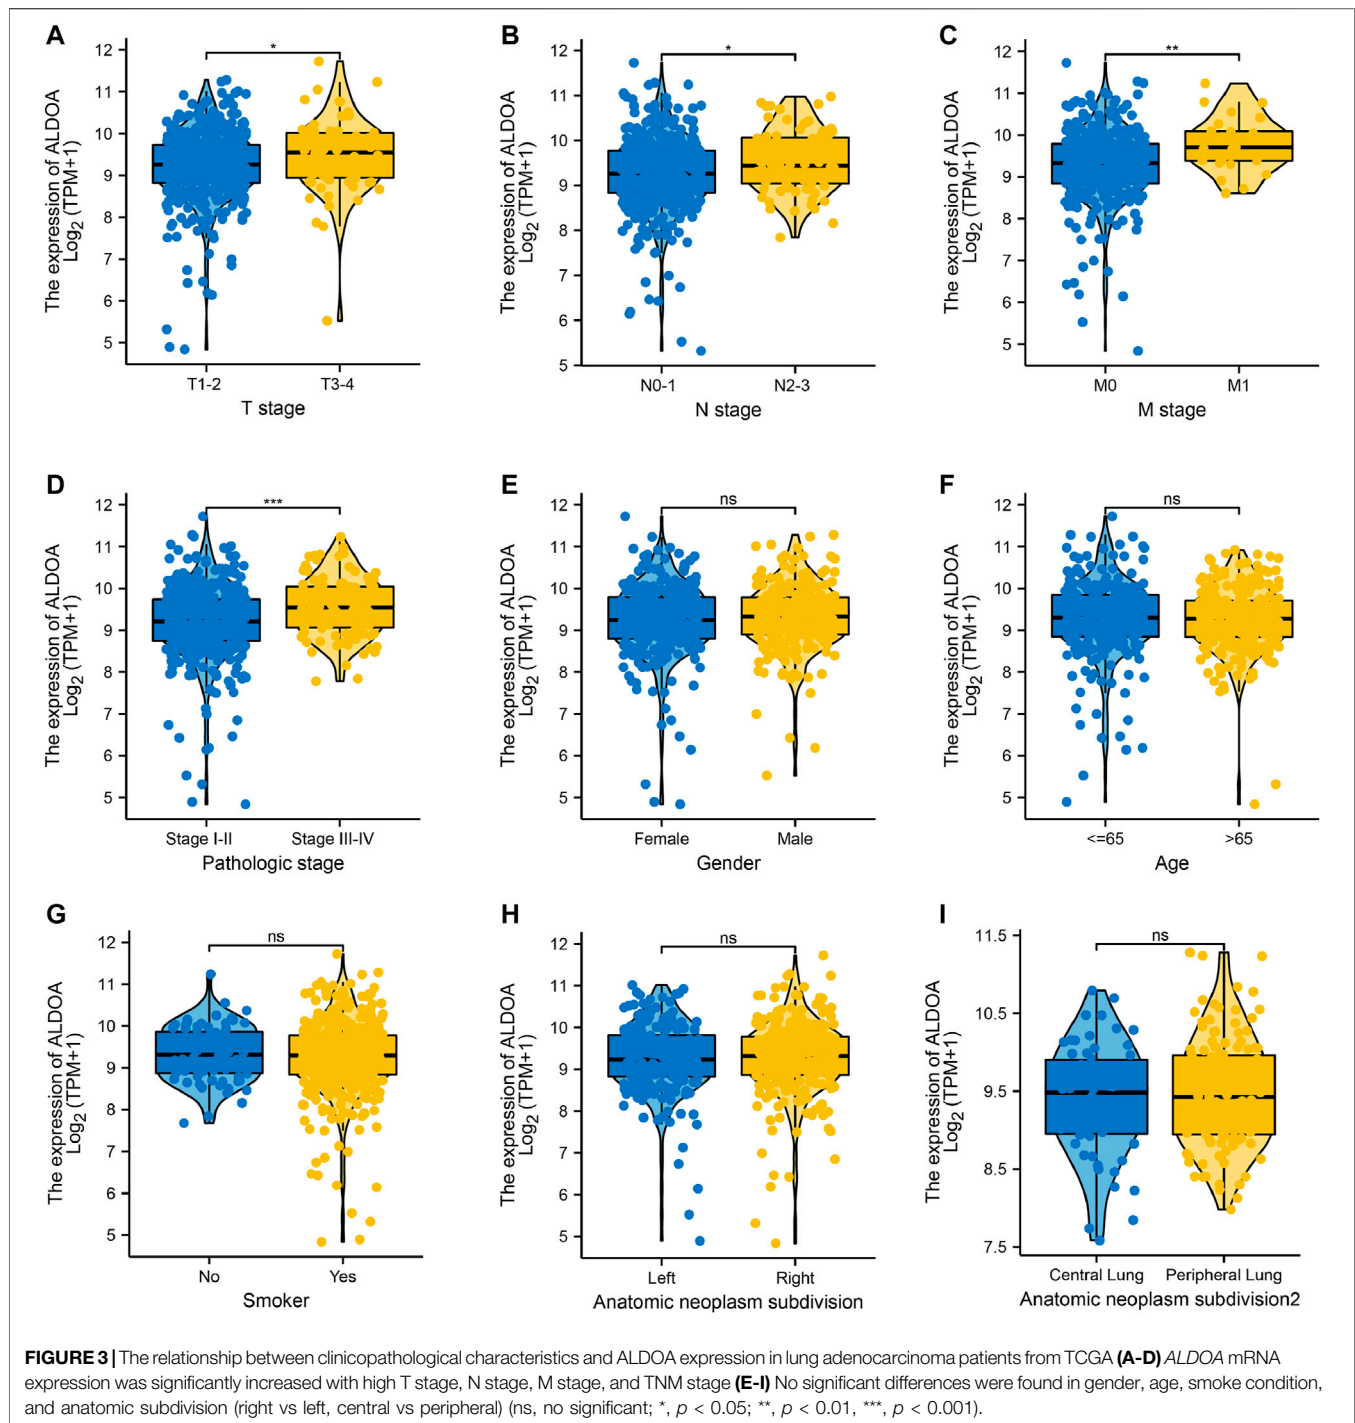 A
The expression of ALDOA
Log2 (TPM+1)
12
11
10
9
8
7
6
5
*
T1-2
T3-4
T stage
B
The expression of ALDOA
Log2 (TPM+1)
12
11
10
9
8
7
6
5
*
N0-1
N2-3
N stage
C
The expression of ALDOA
Log2 (TPM+1)
12
11
10
9
8
7
6
5
**
M0
M1
M stage
D
The expression of ALDOA
Log2 (TPM+1)
12
11
10
9
8
7
6
5
***
Stage I-II
Stage III-IV
Pathologic stage
E
The expression of ALDOA
Log2 (TPM+1)
12
11
10
9
8
7
6
5
ns
Female
Male
Gender
F
The expression of ALDOA
Log2 (TPM+1)
12
11
10
9
8
7
6
5
ns
<=65
>65
Age
G
The expression of ALDOA
Log2 (TPM+1)
12
11
10
9
8
7
6
5
ns
No
Yes
Smoker
H
The expression of ALDOA
Log2 (TPM+1)
12
11
10
9
8
7
6
5
ns
Left
Right
Anatomic neoplasm subdivision
I
The expression of ALDOA
Log2 (TPM+1)
11.5
10.5
9.5
8.5
7.5
ns
Central Lung
Peripheral Lung
Anatomic neoplasm subdivision2
FIGURE 3 | The relationship between clinicopathological characteristics and ALDOA expression in lung adenocarcinoma patients from TCGA (A-D) ALDOA mRNA
expression was significantly increased with high T stage, N stage, M stage, and TNM stage (E-I) No significant differences were found in gender, age, smoke condition,
and anatomic subdivision (right vs left, central vs peripheral) (ns, no significant; *, p < 0.05; **, p < 0.01, ***, p < 0.001).